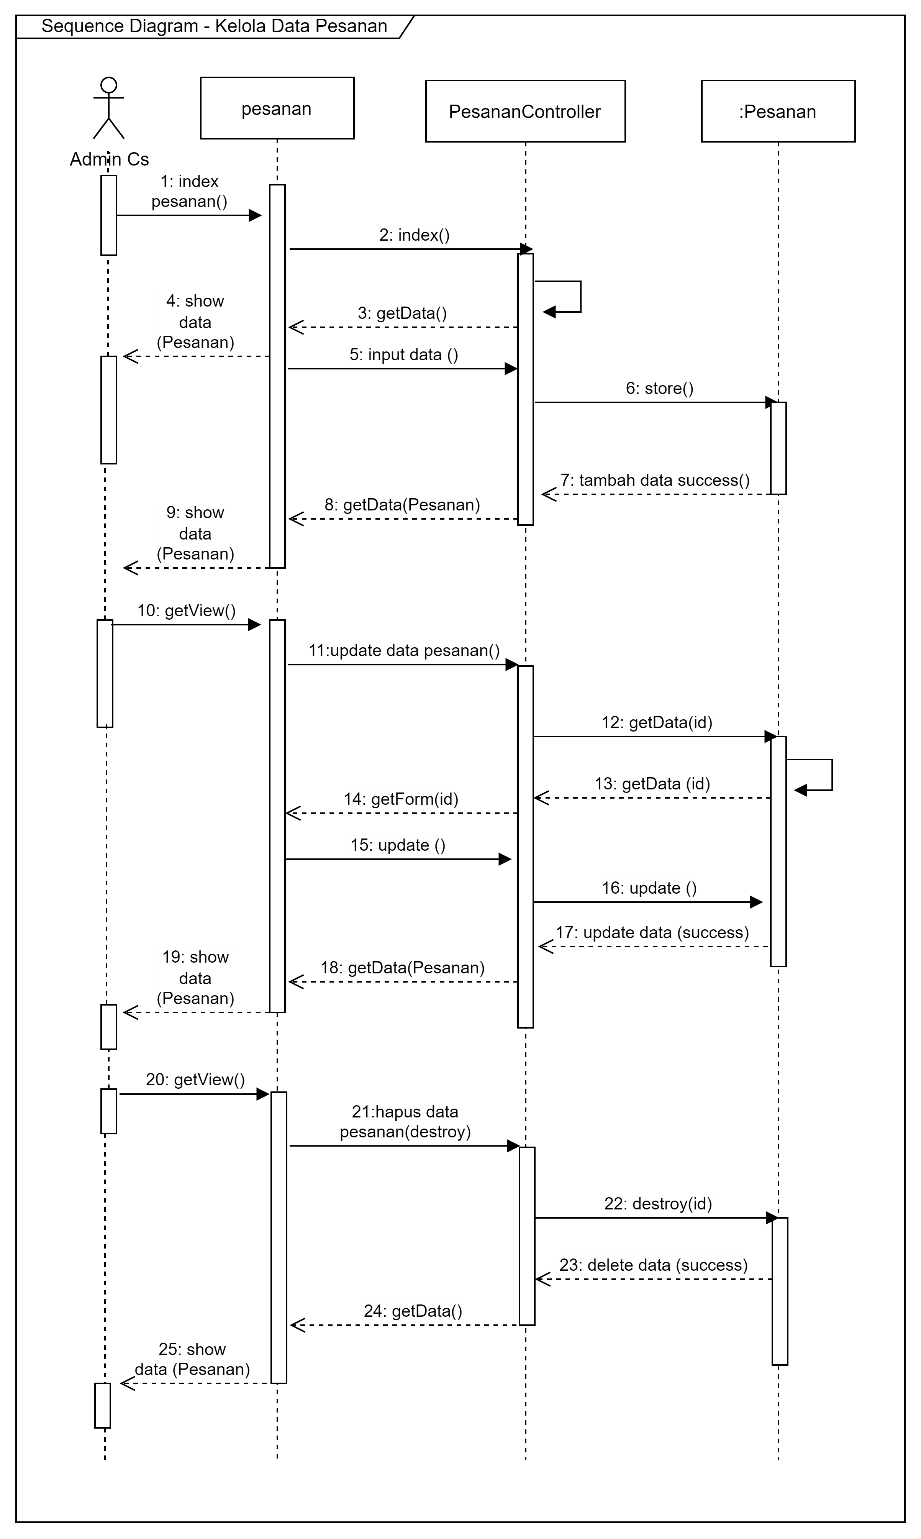 Sequence Diagram - Kelola Data Pesanan
pesanan
PesananController
:Pesanan
Admin Cs
1: index
pesanan()
2: index()
4: show
data
(Pesanan)
3: getData()
5: input data ()
6: store()
7: tambah data success()
8: getData(Pesanan)
9: show
data
(Pesanan)
10: getView()
11:update data pesanan()
12: getData(id)
13: getData (id)
14: getForm(id)
15: update ()
16: update ()
17: update data (success)
18: getData(Pesanan)
19: show
data
(Pesanan)
20: getView()
21:hapus data
pesanan(destroy)
22: destroy(id)
23: delete data (success)
24: getData()
25: show
data (Pesanan)